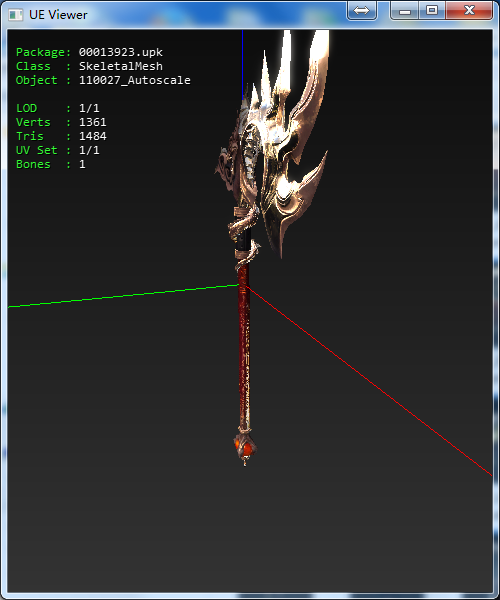 UE Viewer
Package: 00013923.upk
Class : SkeletalMesh
Object : 110027_Autoscale
LOD : 1/1
Verts : 1361
Tris : 1484
UV Set : 1/1
Bones : 1